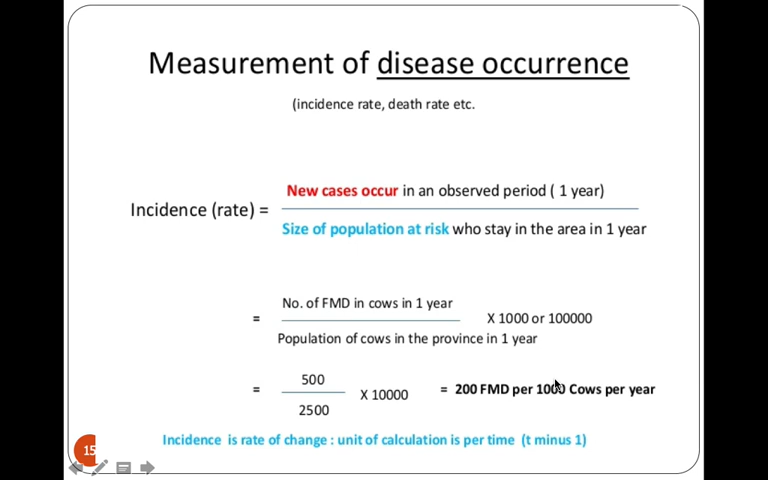 Measurement of disease occurrence
(incidence rate, death rate etc.
New cases occur in an observed period ( 1 year)
Incidence (rate) =
Size of population at risk who stay in the area in 1 year
No. of FMD in cows in 1 year
= X 1000 or 100000
Population of cows in the province in 1 year
500
= X 10000 = 200 FMD per 1000 Cows per year
2500
Incidence is rate of change : unit of calculation is per time (t minus 1)
15